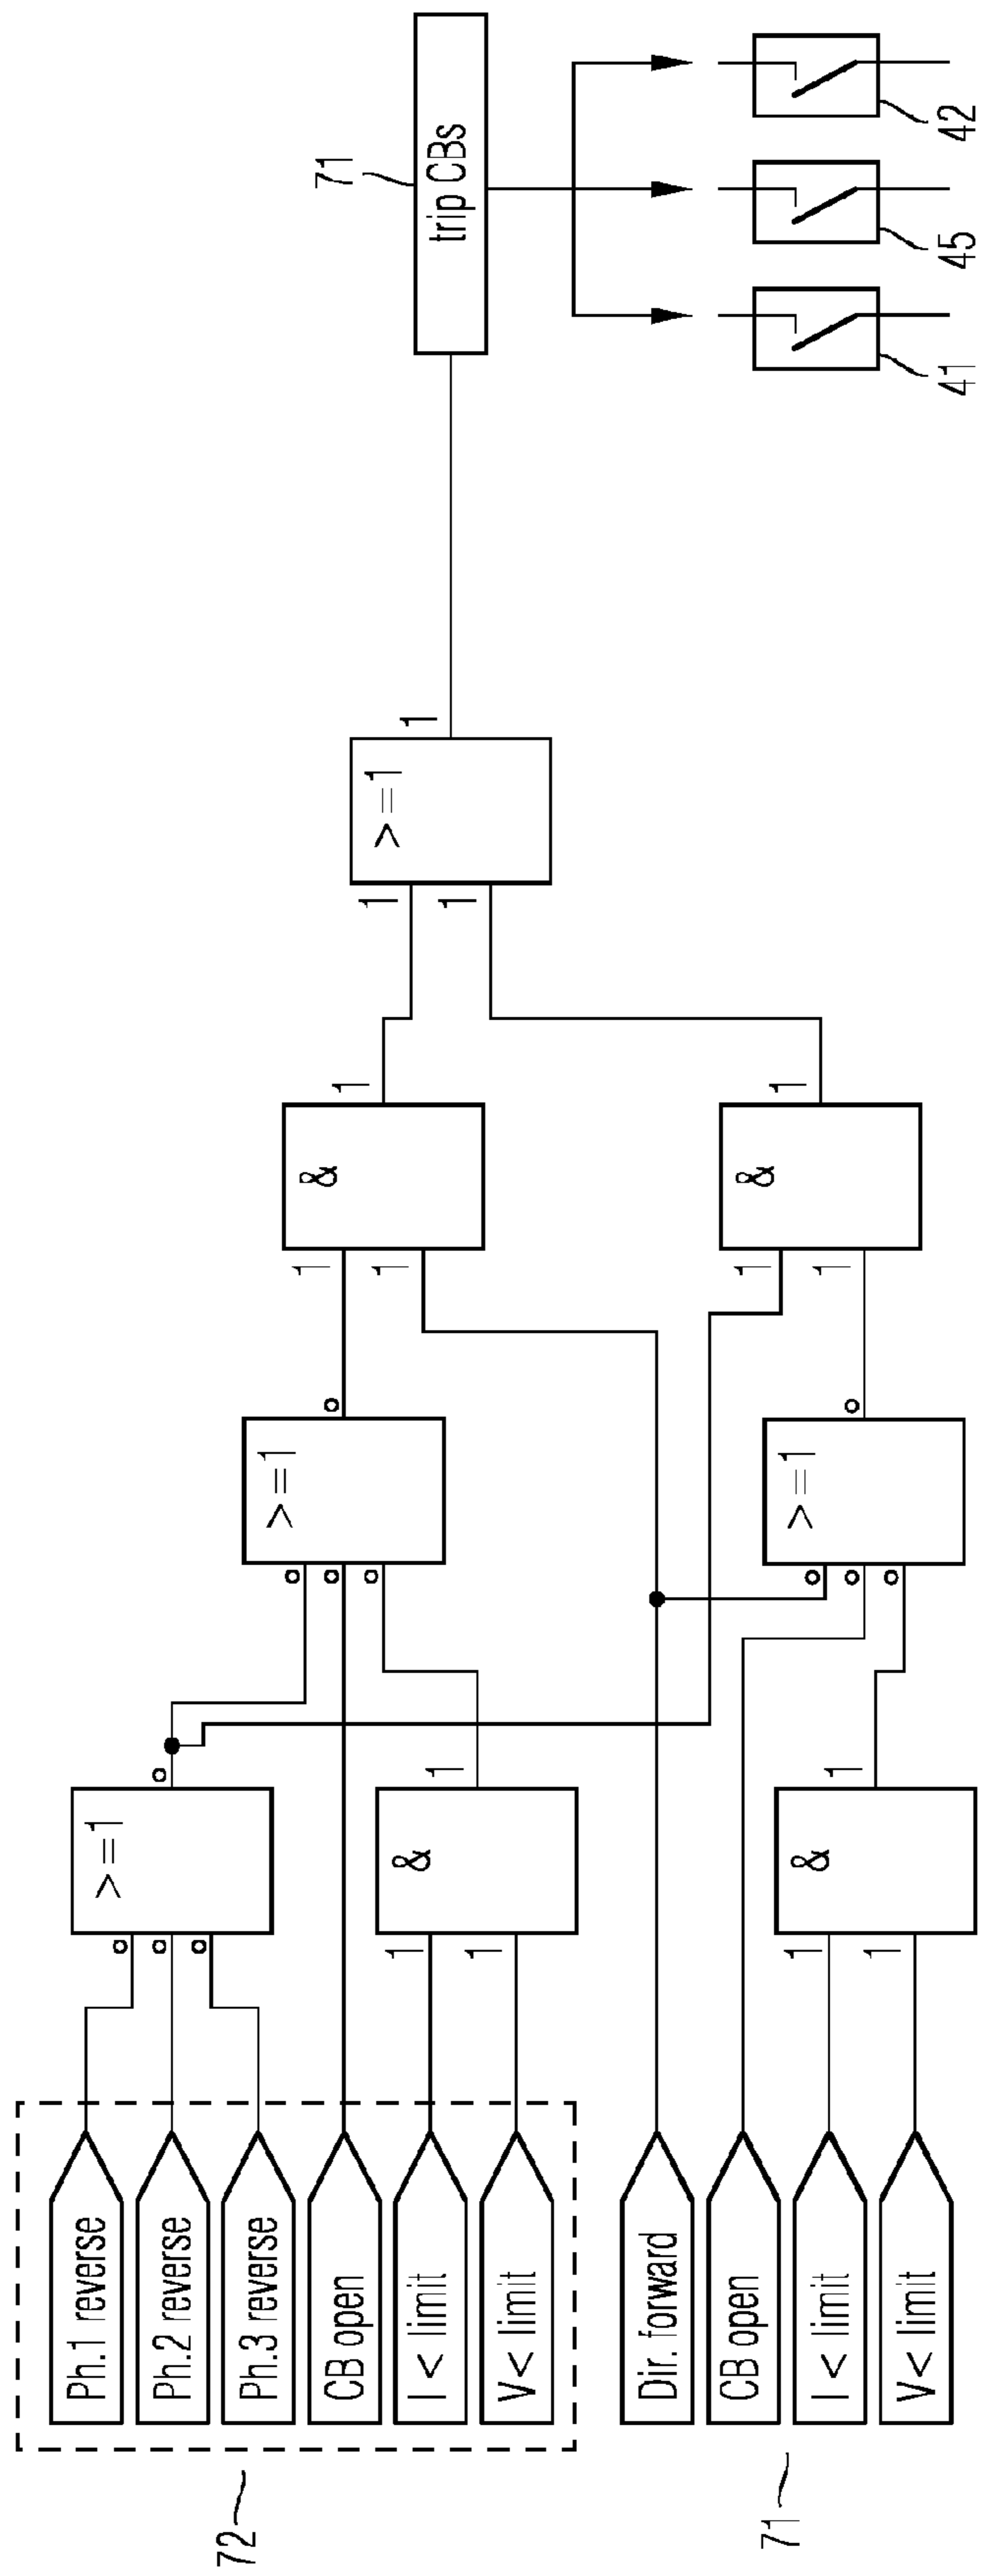 72
Ph.1 reverse
Ph.2 reverse
Ph.3 reverse
CB open
I < limit
V < limit
71
Dir. forward
CB open
I < limit
V < limit
o
o
o
>=1
o
1
1
&
1
1
1
&
1
o
o
o
>=1
o
o
o
o
>=1
o
1
1
&
1
1
1
&
1
1
1
>=1
1
71
trip CBs
41
45
42